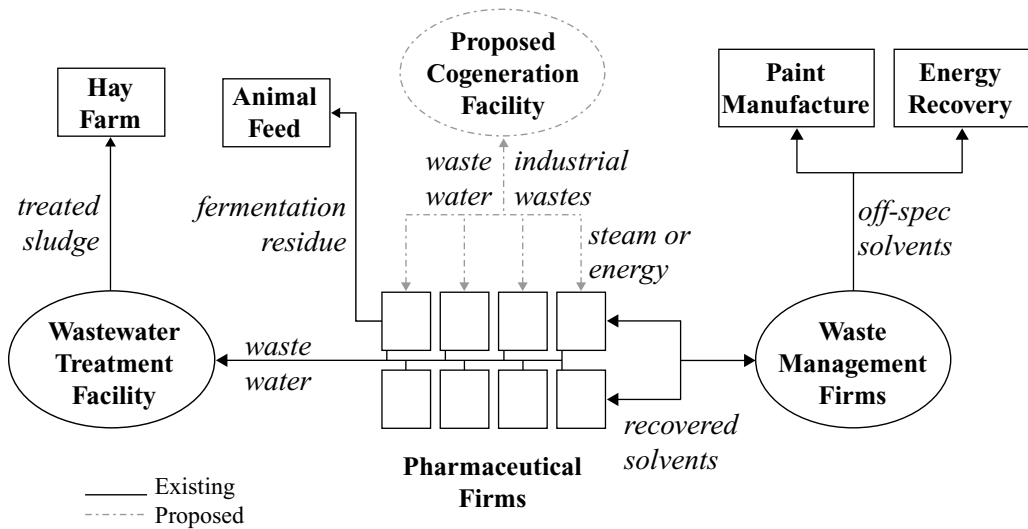 Proposed
Cogeneration
Facility
Hay
Farm
Animal
Feed
Paint
Manufacture
Energy
Recovery
waste
water
industrial
wastes
treated
sludge
fermentation
residue
steam or
energy
off-spec
solvents
Wastewater
Treatment
Facility
waste
water
Waste
Management
Firms
recovered
solvents
Pharmaceutical
Firms
Existing
Proposed